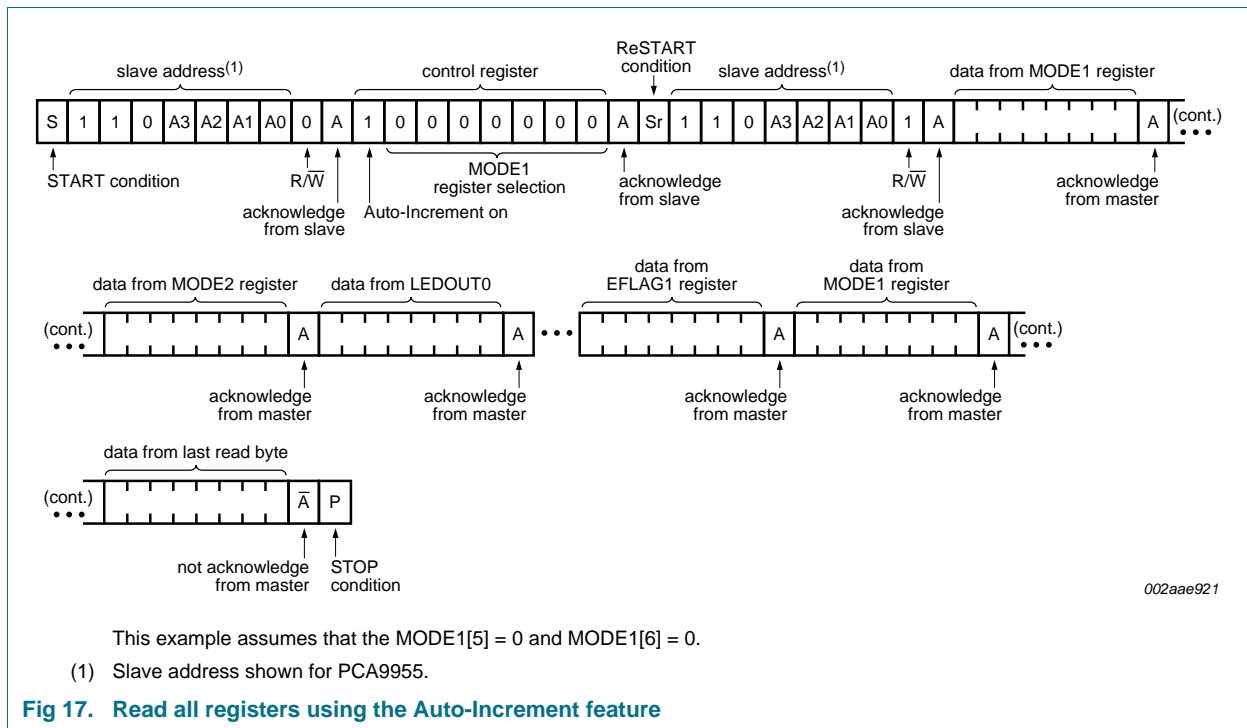 ReSTART
condition
slave address(1) control register slave address(1) data from MODE1 register
S 1 1 0 A3 A2 A1 A0 0 A 1 0 0 0 0 0 0 0 A Sr 1 1 0 A3 A2 A1 A0 1 A A (cont.)
START condition R/W̅ MODE1 register selection acknowledge from slave R/W̅ acknowledge from master
acknowledge from slave Auto-Increment on acknowledge from slave
data from MODE2 register data from LEDOUT0 data from EFLAG1 register data from MODE1 register
(cont.) A A A A (cont.)
acknowledge acknowledge acknowledge acknowledge
from master from master from master from master
data from last read byte
(cont.) A̅ P
not acknowledge STOP
from master condition
002aae921
This example assumes that the MODE1[5] = 0 and MODE1[6] = 0.
(1) Slave address shown for PCA9955.
Fig 17. Read all registers using the Auto-Increment feature